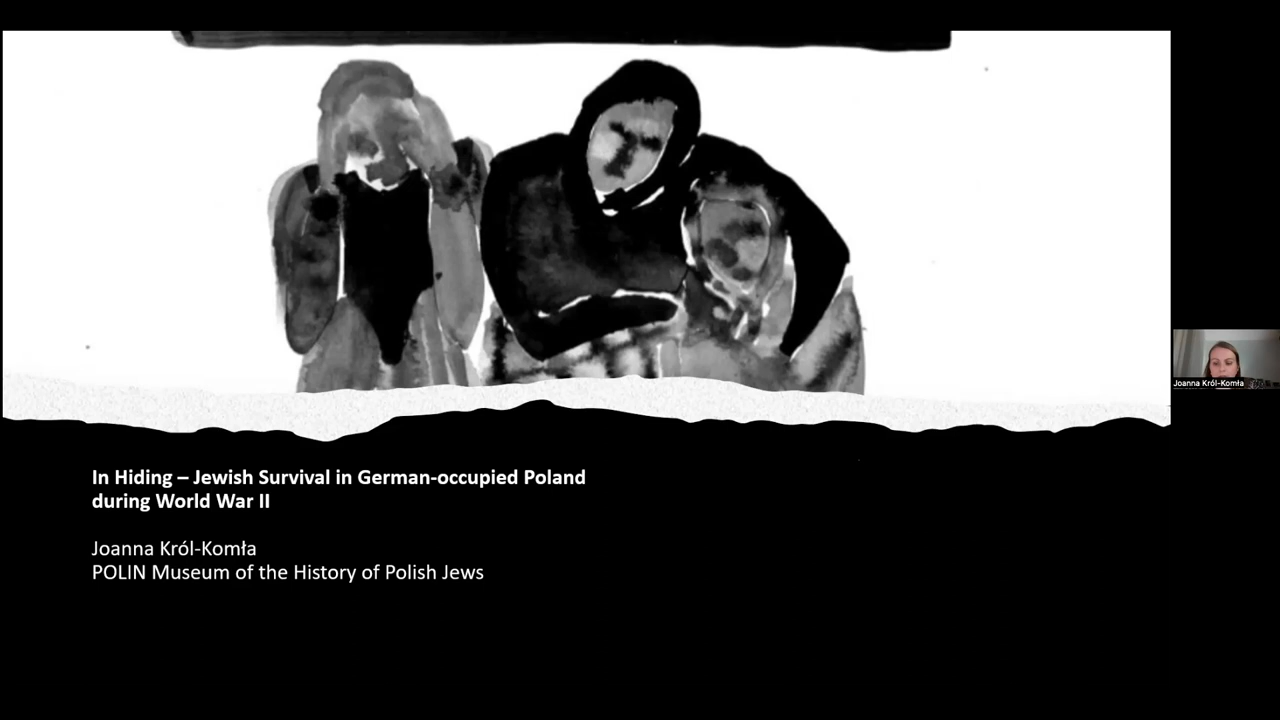 In Hiding – Jewish Survival in German-occupied Poland
during World War II
Joanna Król-Komła
POLIN Museum of the History of Polish Jews
Joanna Król-Komła